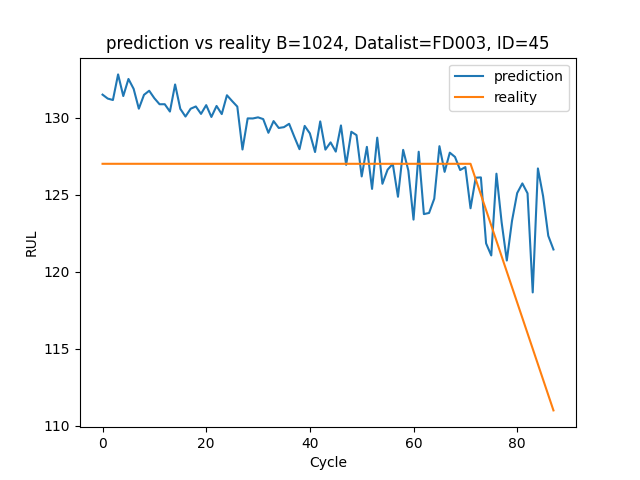 prediction vs reality B=1024, Datalist=FD003, ID=45
prediction
reality
130
125
120
115
110
RUL
0 20 40 60 80
Cycle